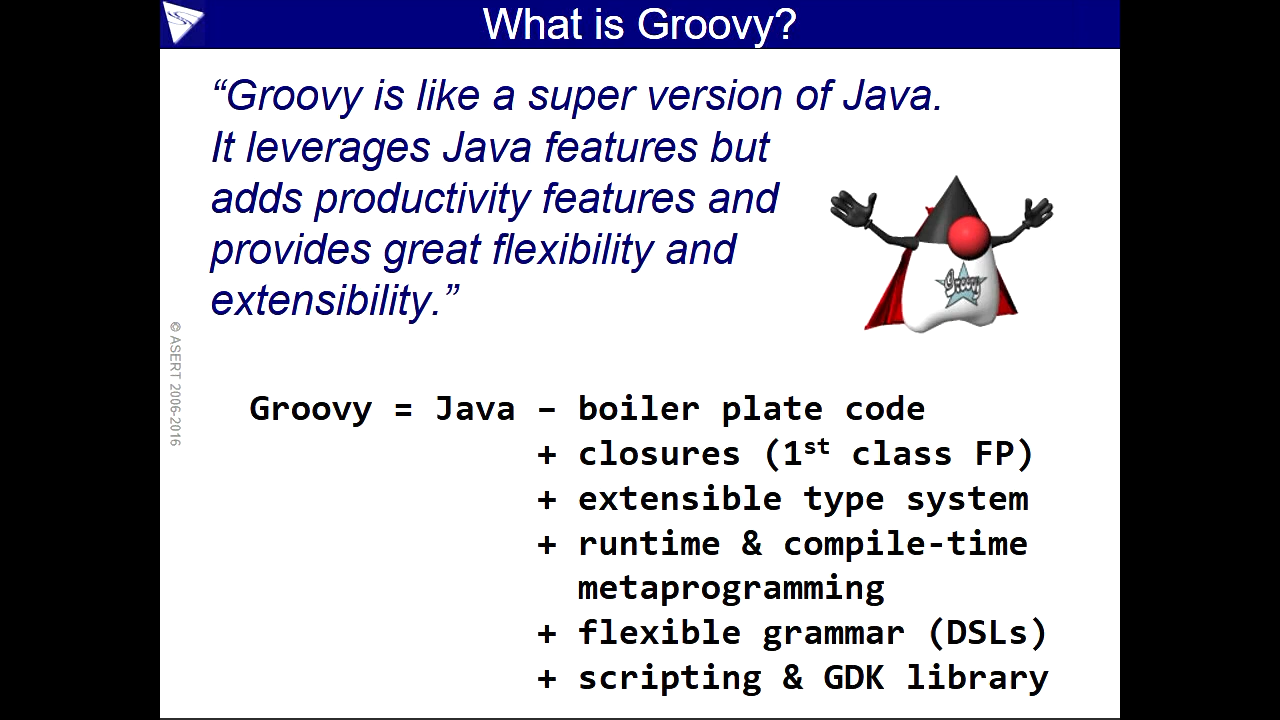 What is Groovy?
“Groovy is like a super version of Java.
It leverages Java features but
adds productivity features and
provides great flexibility and
extensibility.”
Groovy
© ASERT 2006-2016
Groovy = Java – boiler plate code
+ closures (1st class FP)
+ extensible type system
+ runtime & compile-time
metaprogramming
+ flexible grammar (DSLs)
+ scripting & GDK library